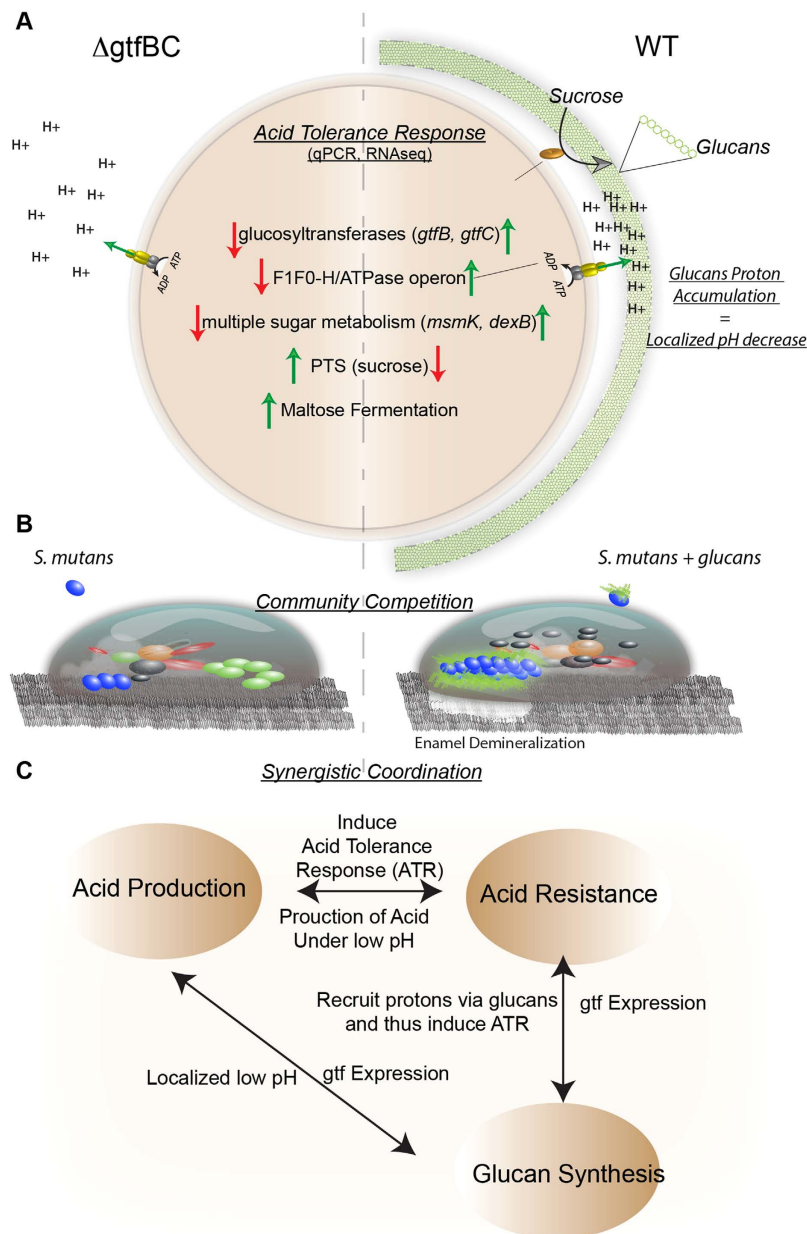 A
ΔgtfBC
WT
Sucrose
Glucans
Acid Tolerance Response
(qPCR, RNAseq)
H+
H+
H+
H+
H+
H+
H+
H+
H+
H+
H+
ADP
ATP
glucosyltransferases (gtfB, gtfC)
F1F0-H/ATPase operon
multiple sugar metabolism (msmK, dexB)
PTS (sucrose)
Maltose Fermentation
ADP
ATP
H+
H+
H+
H+
H+
H+
H+
H+
H+
H+
H+
H+
H+
Glucans Proton
Accumulation
=
Localized pH decrease
B
S. mutans
S. mutans + glucans
Community Competition
Enamel Demineralization
C
Synergistic Coordination
Induce
Acid Tolerance
Response (ATR)
Acid Production
Acid Resistance
Prouction of Acid
Under low pH
Recruit protons via glucans
and thus induce ATR
gtf Expression
Localized low pH
gtf Expression
Glucan Synthesis